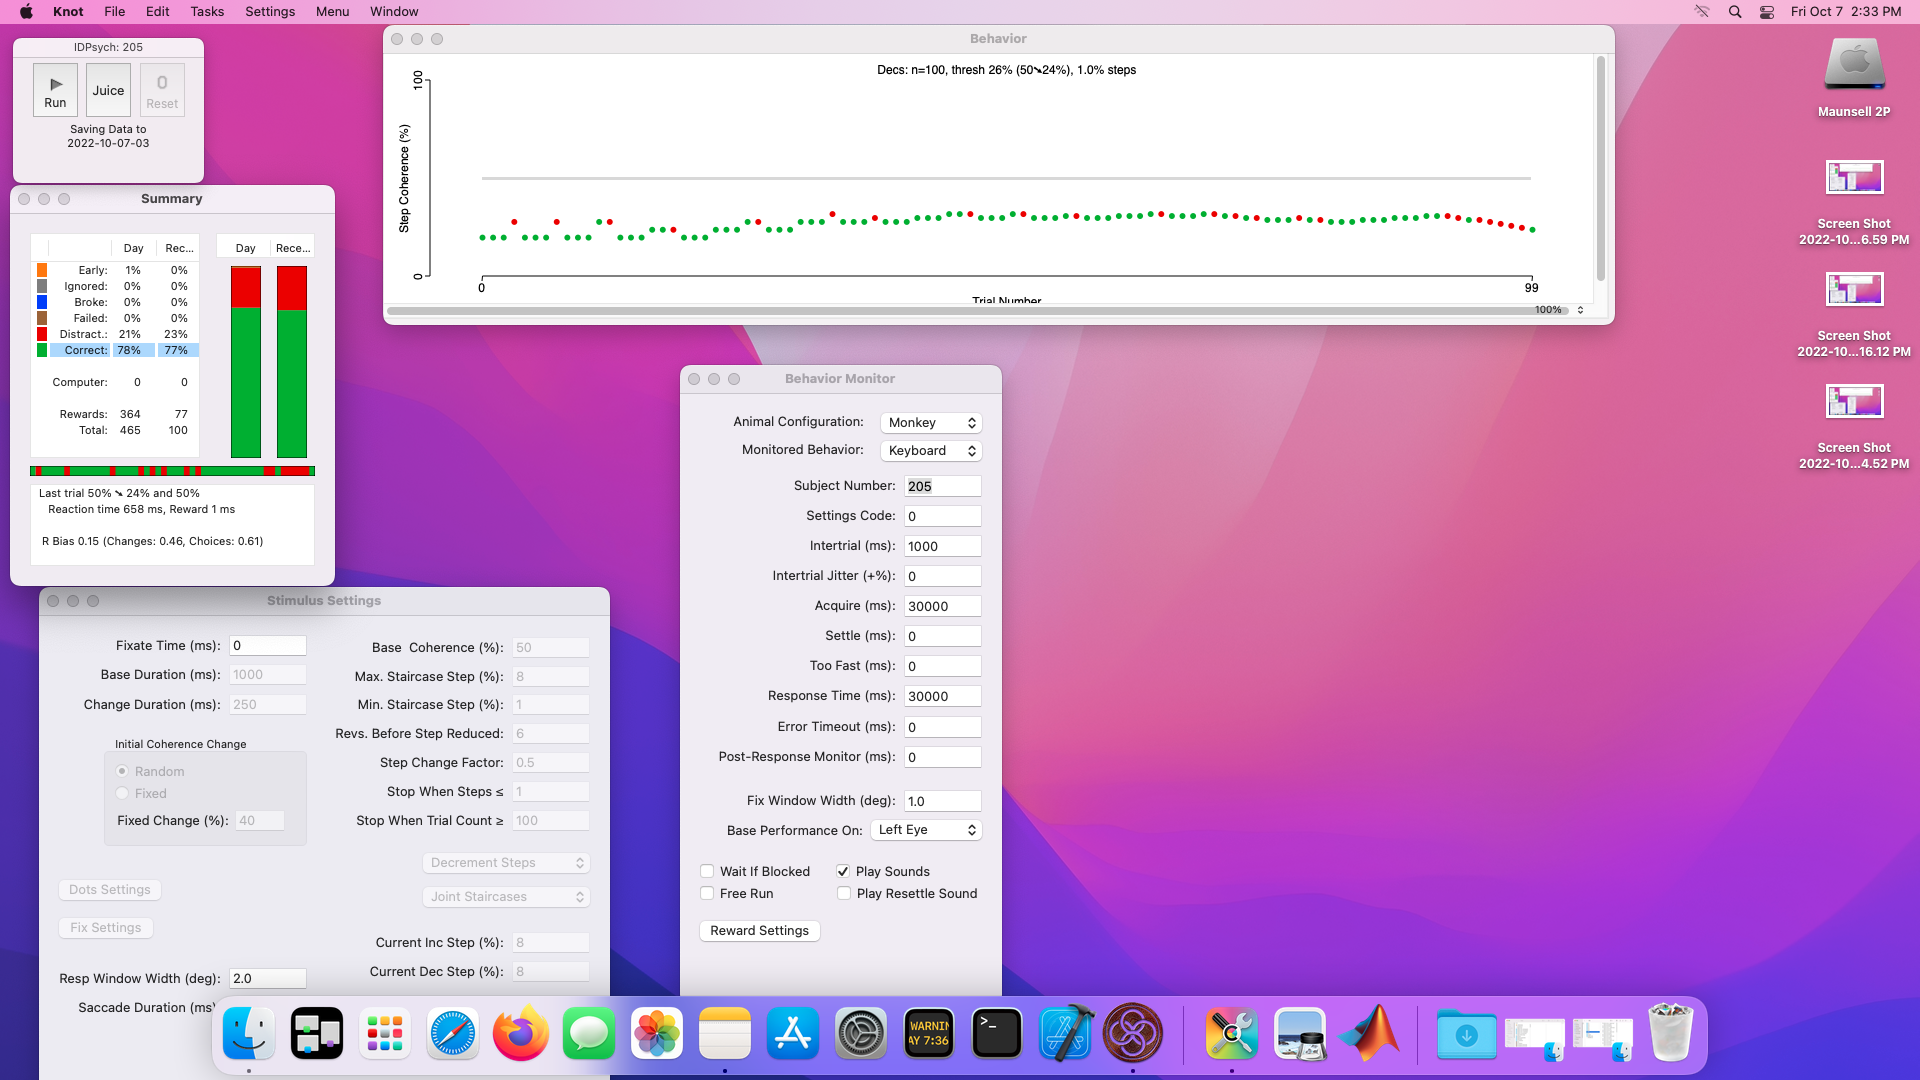 Knot File Edit Tasks Settings Menu Window
Fri Oct 7 2:33 PM
IDPsych: 205
Run
Juice
0
Reset
Saving Data to
2022-10-07-03
Behavior
Decs: n=100, thresh 26% (50➘24%), 1.0% steps
100
Step Coherence (%)
0
0
99
Trial Number
100%
Maunsell 2P
Screen Shot
2022-10...6.59 PM
Screen Shot
2022-10...16.12 PM
Screen Shot
2022-10...4.52 PM
Summary
Day Rec...
Early: 1% 0%
Ignored: 0% 0%
Broke: 0% 0%
Failed: 0% 0%
Distract.: 21% 23%
Correct: 78% 77%
Computer: 0 0
Rewards: 364 77
Total: 465 100
Day Rece...
Last trial 50% ➘ 24% and 50%
Reaction time 658 ms, Reward 1 ms
R Bias 0.15 (Changes: 0.46, Choices: 0.61)
Stimulus Settings
Fixate Time (ms): 0
Base Duration (ms): 1000
Change Duration (ms): 250
Initial Coherence Change
Random
Fixed
Fixed Change (%): 40
Dots Settings
Fix Settings
Resp Window Width (deg): 2.0
Saccade Duration (ms)
Base Coherence (%): 50
Max. Staircase Step (%): 8
Min. Staircase Step (%): 1
Revs. Before Step Reduced: 6
Step Change Factor: 0.5
Stop When Steps ≤ 1
Stop When Trial Count ≥ 100
Decrement Steps
Joint Staircases
Current Inc Step (%): 8
Current Dec Step (%): 8
Behavior Monitor
Animal Configuration: Monkey
Monitored Behavior: Keyboard
Subject Number: 205
Settings Code: 0
Intertrial (ms): 1000
Intertrial Jitter (+%): 0
Acquire (ms): 30000
Settle (ms): 0
Too Fast (ms): 0
Response Time (ms): 30000
Error Timeout (ms): 0
Post-Response Monitor (ms): 0
Fix Window Width (deg): 1.0
Base Performance On: Left Eye
Wait If Blocked
Play Sounds
Free Run
Play Resettle Sound
Reward Settings
WARNIN
AY 7:36
>_